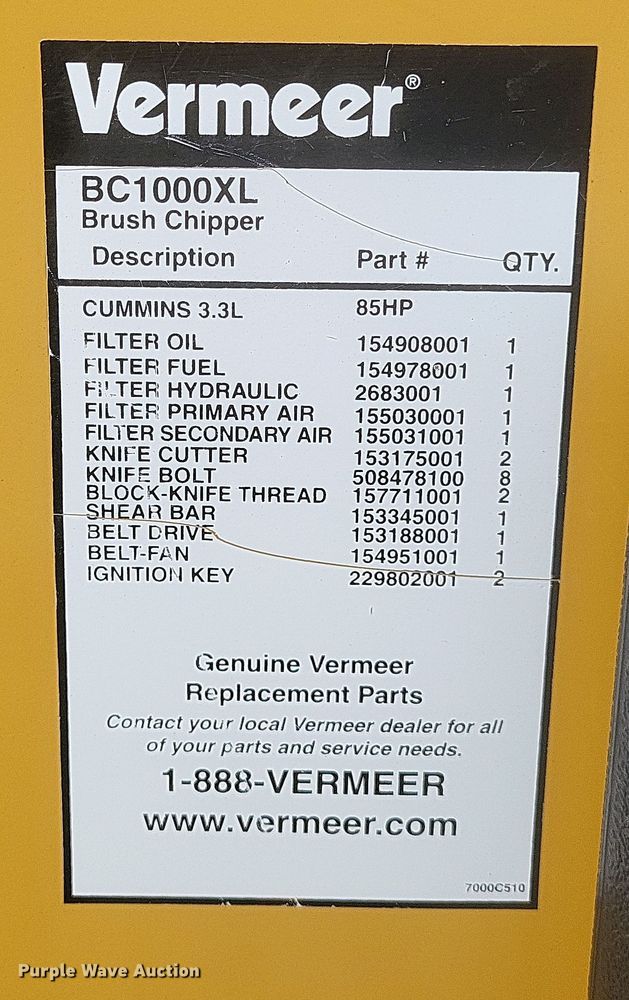 Vermeer®
BC1000XL
Brush Chipper
Description Part # QTY.
CUMMINS 3.3L 85HP
FILTER OIL 154908001 1
FILTER FUEL 154978001 1
FILTER HYDRAULIC 2683001 1
FILTER PRIMARY AIR 155030001 1
FILTER SECONDARY AIR 155031001 1
KNIFE CUTTER 153175001 2
KNIFE BOLT 508478100 8
BLOCK-KNIFE THREAD 157711001 2
SHEAR BAR 153345001 1
BELT DRIVE 153188001 1
BELT-FAN 154951001 1
IGNITION KEY 229802001 2
Genuine Vermeer
Replacement Parts
Contact your local Vermeer dealer for all
of your parts and service needs.
1-888-VERMEER
www.vermeer.com
7000C510
Purple Wave Auction